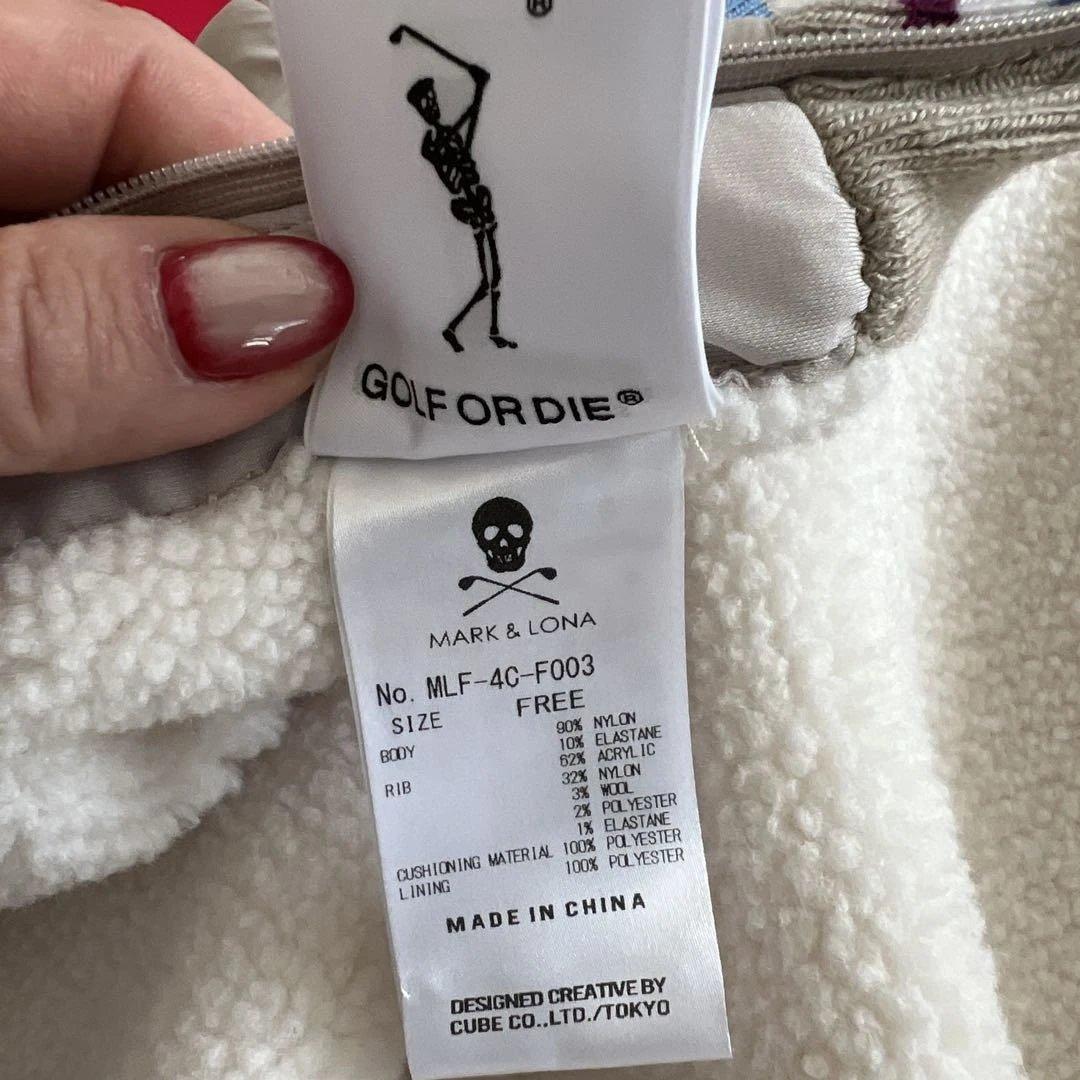 ®
GOLF OR DIE®
MARK & LONA
No. MLF-4C-F003
SIZE FREE
BODY 90% NYLON
10% ELASTANE
RIB 62% ACRYLIC
32% NYLON
3% WOOL
2% POLYESTER
1% ELASTANE
CUSHIONING MATERIAL 100% POLYESTER
LINING 100% POLYESTER
MADE IN CHINA
DESIGNED CREATIVE BY
CUBE CO.,LTD./TOKYO